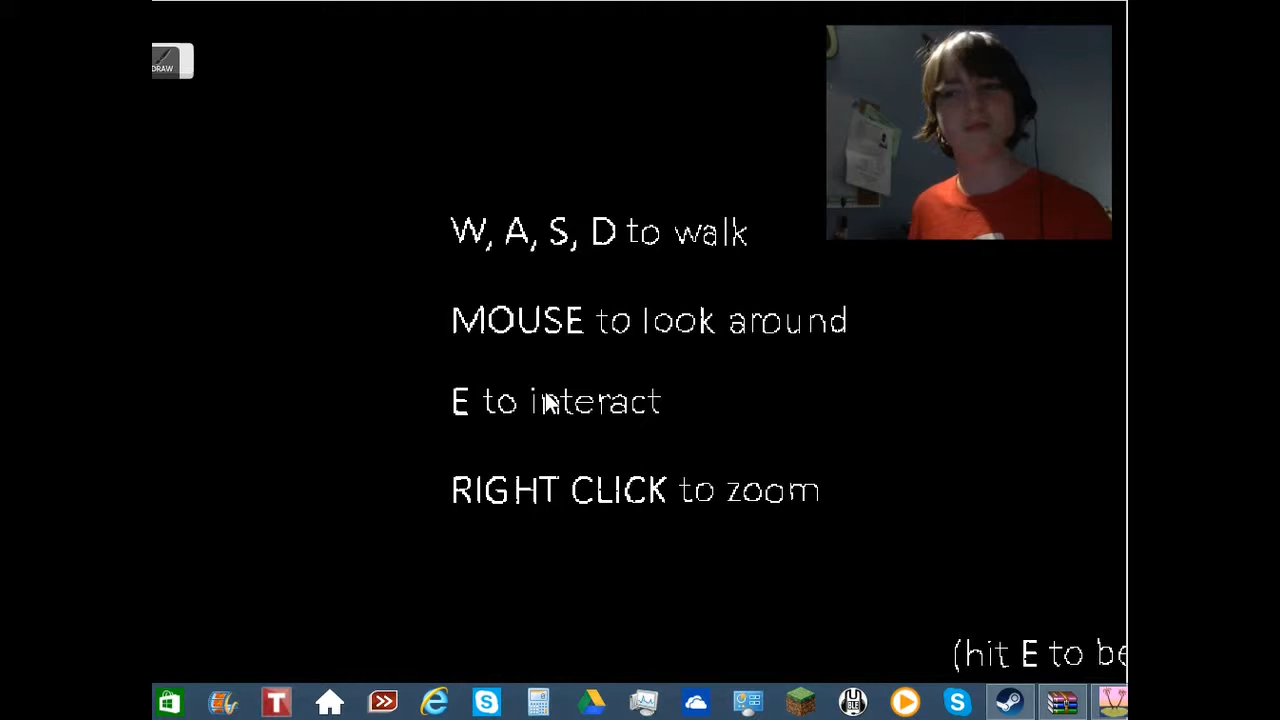 DRAW
W, A, S, D to walk
MOUSE to look around
E to interact
RIGHT CLICK to zoom
(hit E to be